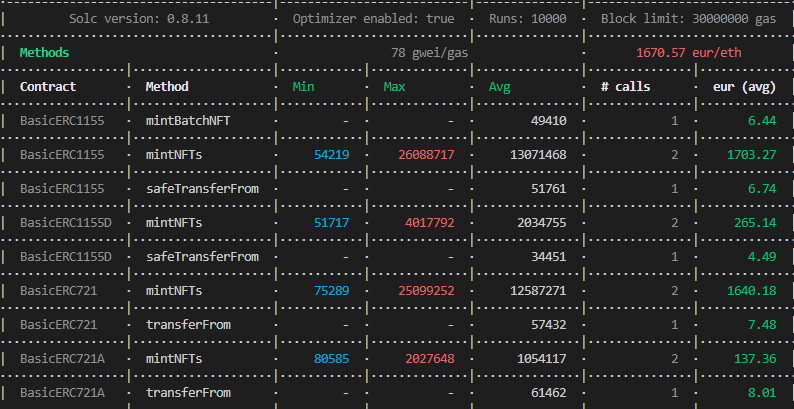 Solc version: 0.8.11 · Optimizer enabled: true · Runs: 10000 · Block limit: 30000000 gas
Methods · 78 gwei/gas · 1670.57 eur/eth
Contract · Method · Min · Max · Avg · # calls · eur (avg)
BasicERC1155 · mintBatchNFT · - · - · 49410 · 1 · 6.44
BasicERC1155 · mintNFTs · 54219 · 26088717 · 13071468 · 2 · 1703.27
BasicERC1155 · safeTransferFrom · - · - · 51761 · 1 · 6.74
BasicERC1155D · mintNFTs · 51717 · 4017792 · 2034755 · 2 · 265.14
BasicERC1155D · safeTransferFrom · - · - · 34451 · 1 · 4.49
BasicERC721 · mintNFTs · 75289 · 25099252 · 12587271 · 2 · 1640.18
BasicERC721 · transferFrom · - · - · 57432 · 1 · 7.48
BasicERC721A · mintNFTs · 80585 · 2027648 · 1054117 · 2 · 137.36
BasicERC721A · transferFrom · - · - · 61462 · 1 · 8.01